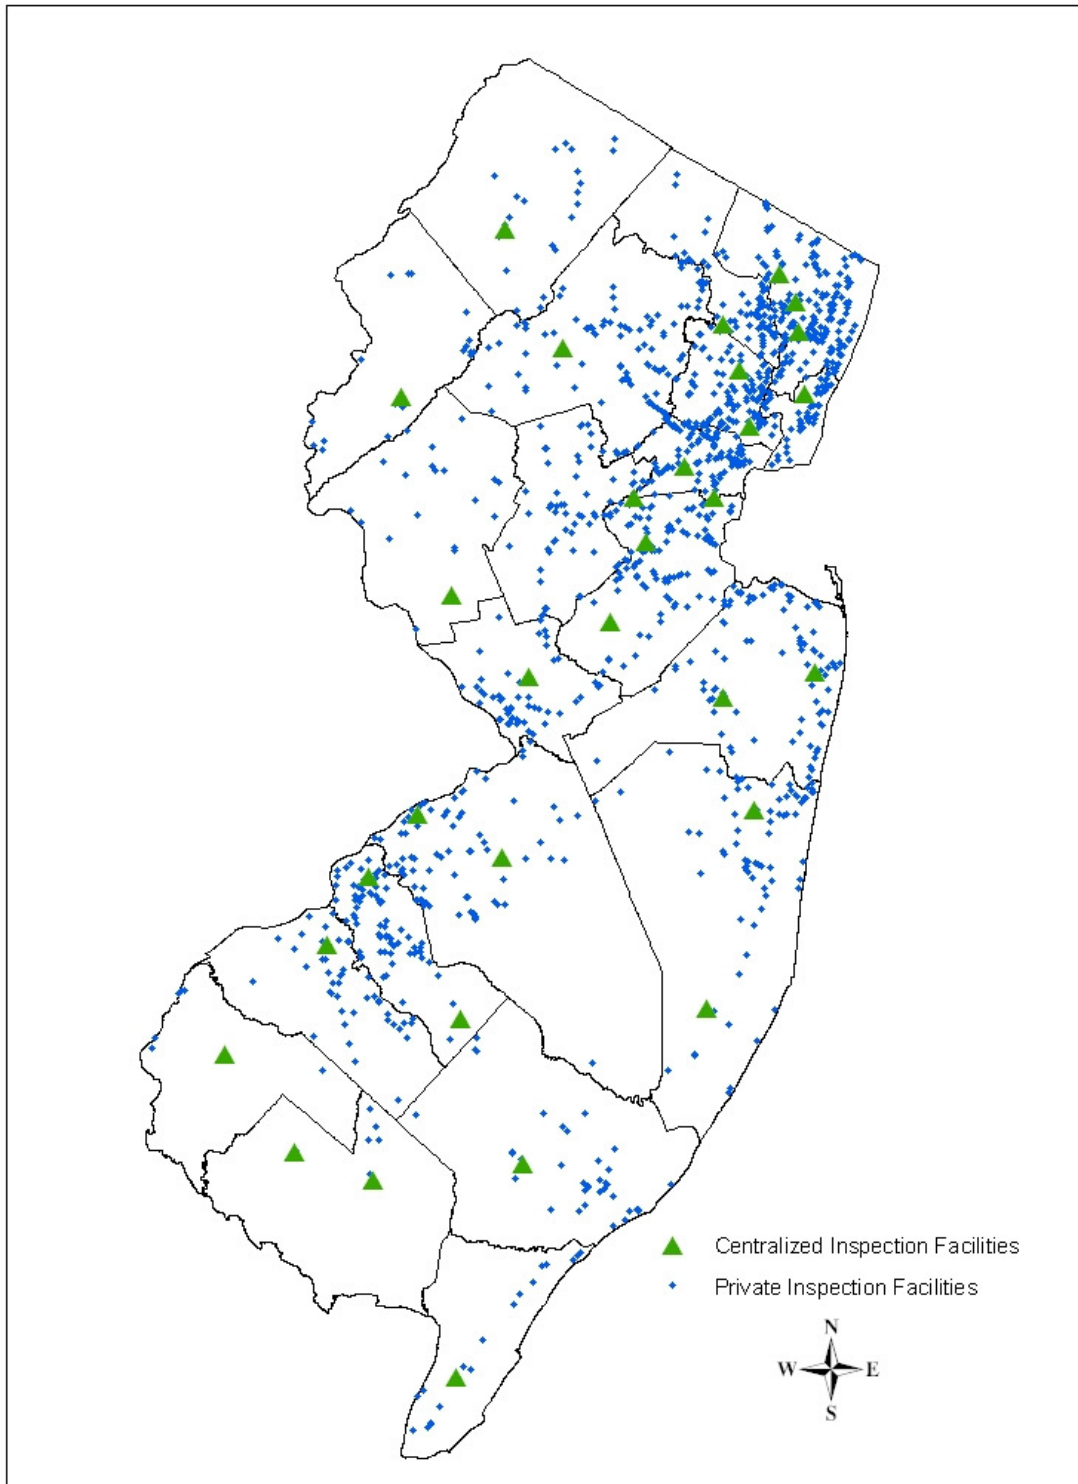 Centralized Inspection Facilities
Private Inspection Facilities
N
W E
S